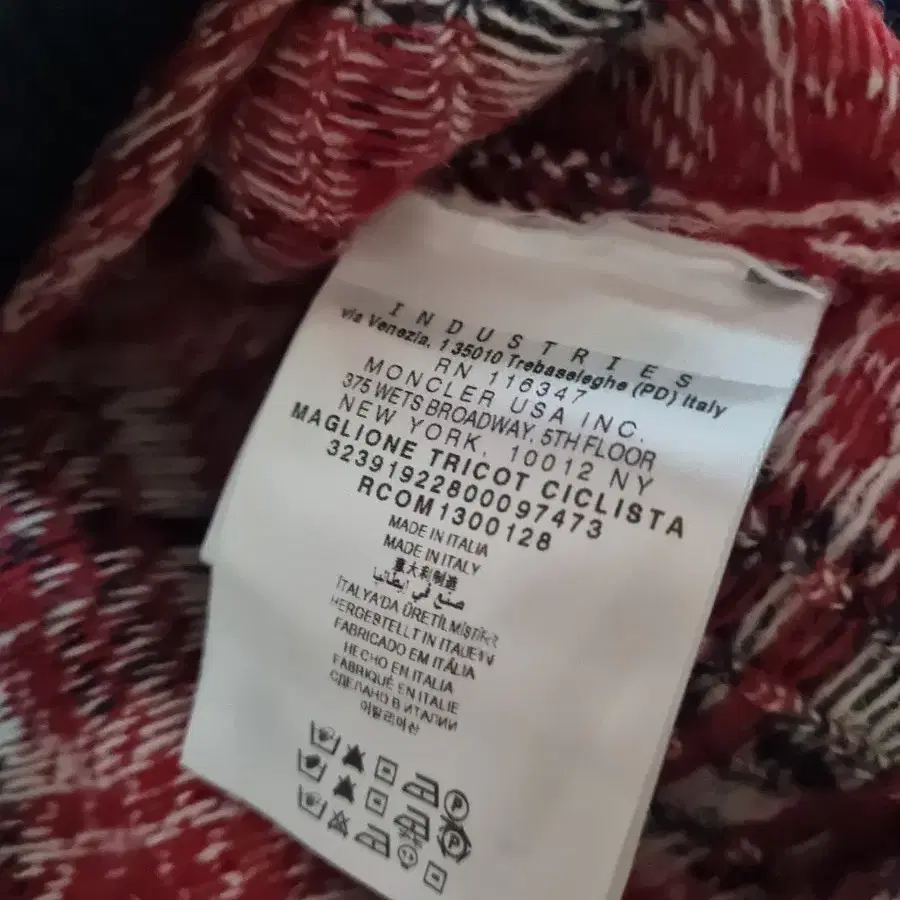 INDUSTRIES
via Venezia, 1 35010 Trebaseleghe (PD) Italy
RN 116347
MONCLER USA INC.
375 WETS BROADWAY, 5TH FLOOR
NEW YORK, 10012 NY
MAGLIONE TRICOT CICLISTA
32391922800097473
RCOM1300128
MADE IN ITALIA
MADE IN ITALY
意大利制造
صنع في إيطاليا
İTALYA'DA ÜRETİLMİŞTİR
HERGESTELLT IN ITALIEN
FABRICADO EM ITÁLIA
HECHO EN ITALIA
FABRIQUÉ EN ITALIE
СДЕЛАНО В ИТАЛИИ
이탈리아산
P
P